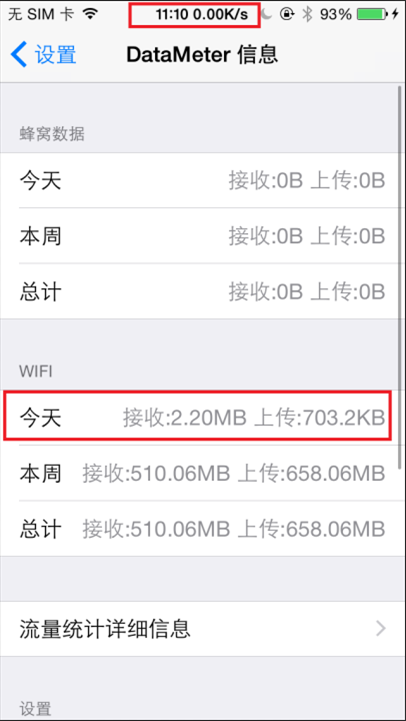 无 SIM 卡 11:10 0.00K/s 93%
设置 DataMeter 信息
蜂窝数据
今天 接收:0B 上传:0B
本周 接收:0B 上传:0B
总计 接收:0B 上传:0B
WIFI
今天 接收:2.20MB 上传:703.2KB
本周 接收:510.06MB 上传:658.06MB
总计 接收:510.06MB 上传:658.06MB
流量统计详细信息
设置